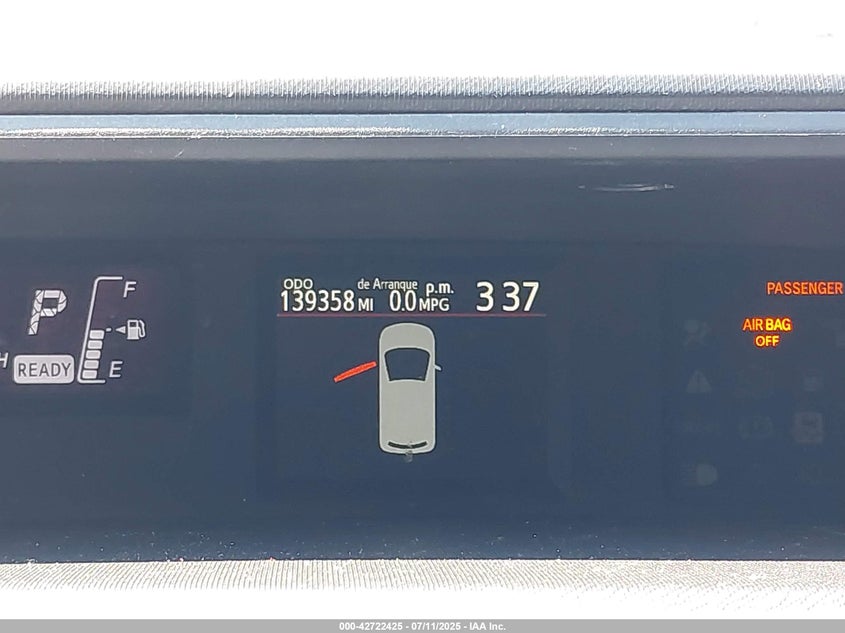 P
F
H
READY
E
ODO
139358 MI
de Arranque
0.0 MPG
p.m.
3 37
PASSENGER
AIR BAG
OFF
000-42722425 - 07/11/2025 - IAA Inc.